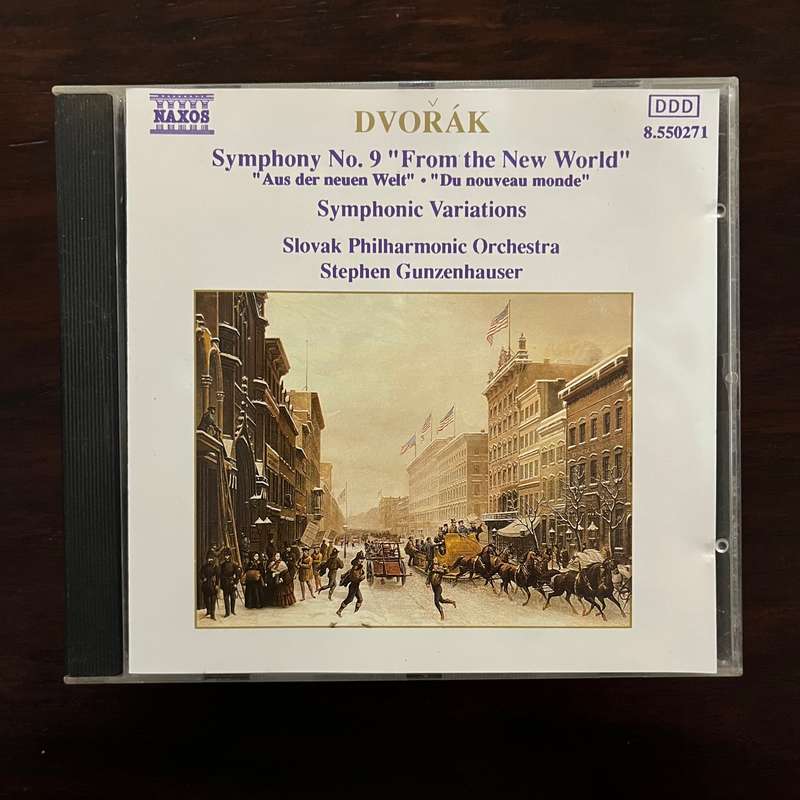 NAXOS
DDD
8.550271
DVOŘÁK
Symphony No. 9 "From the New World"
"Aus der neuen Welt" • "Du nouveau monde"
Symphonic Variations
Slovak Philharmonic Orchestra
Stephen Gunzenhauser